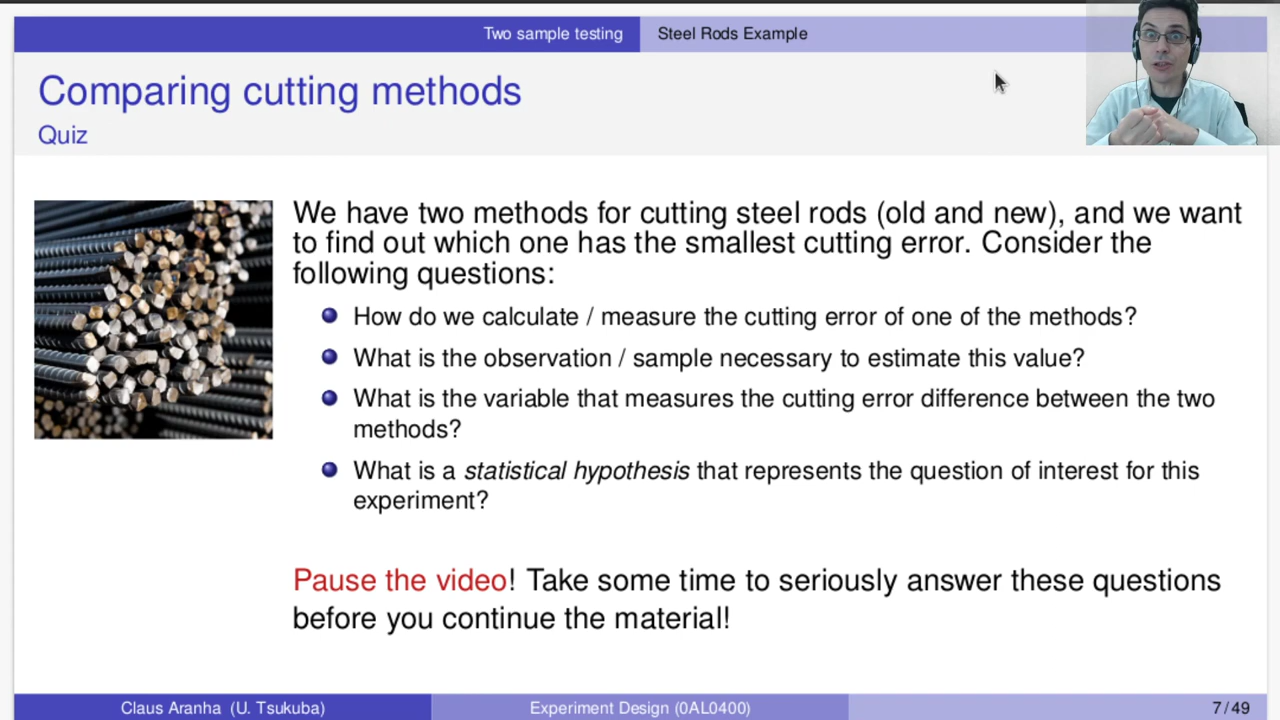 Two sample testing
Steel Rods Example
Comparing cutting methods
Quiz
We have two methods for cutting steel rods (old and new), and we want
to find out which one has the smallest cutting error. Consider the
following questions:
How do we calculate / measure the cutting error of one of the methods?
What is the observation / sample necessary to estimate this value?
What is the variable that measures the cutting error difference between the two
methods?
What is a statistical hypothesis that represents the question of interest for this
experiment?
Pause the video! Take some time to seriously answer these questions
before you continue the material!
Claus Aranha (U. Tsukuba)
Experiment Design (0AL0400)
7 / 49